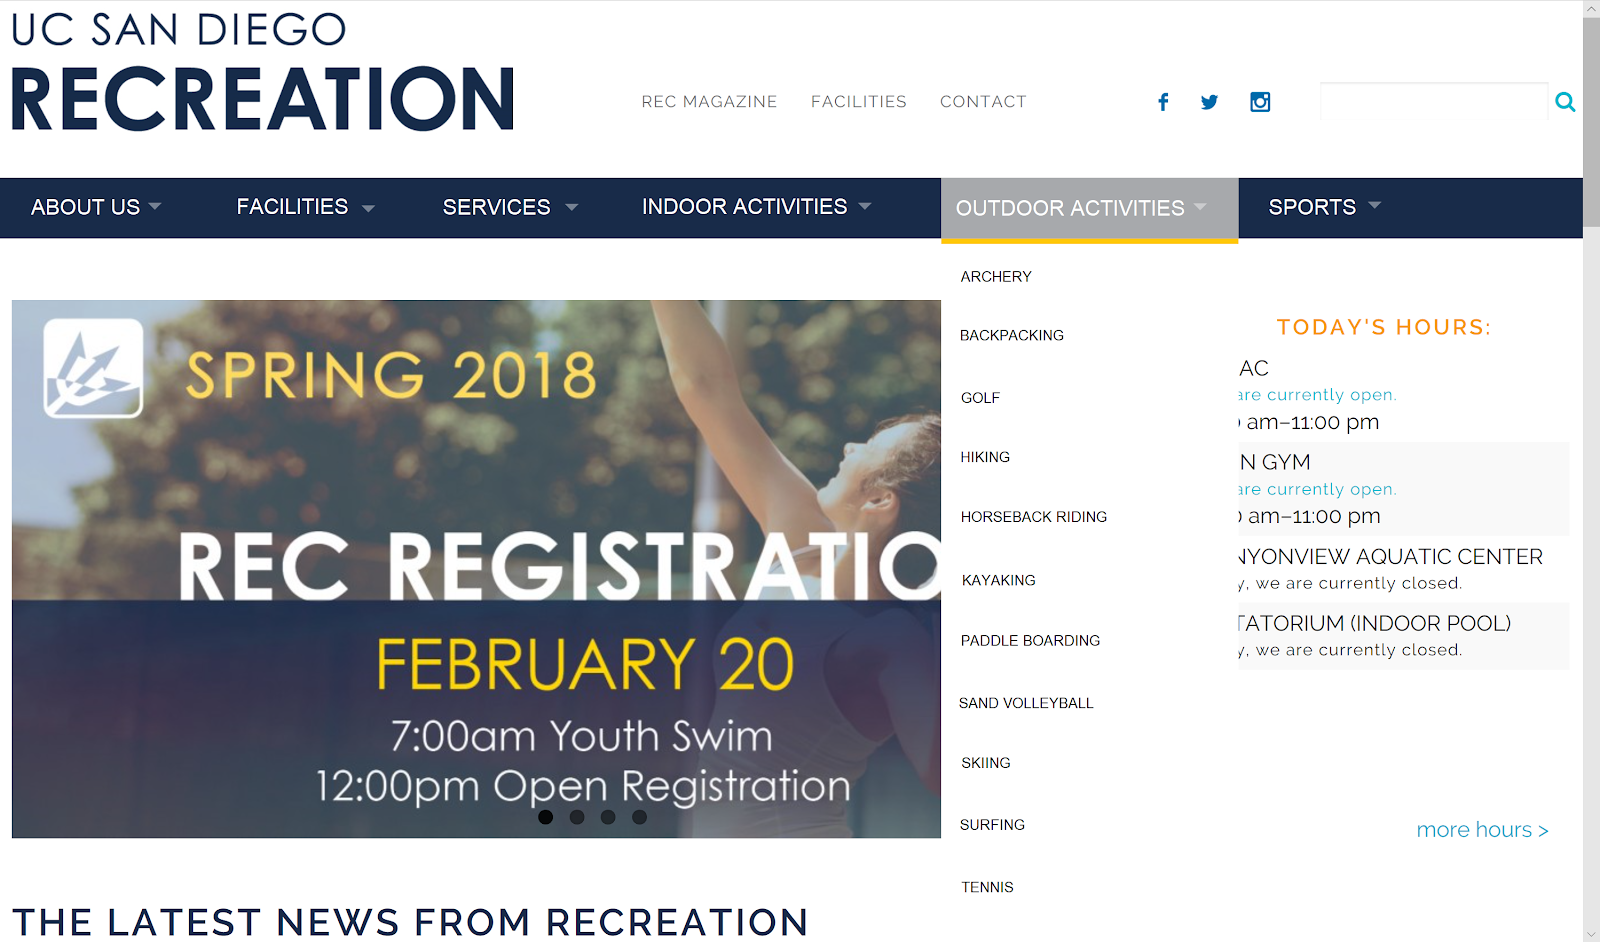 UC SAN DIEGO
RECREATION
REC MAGAZINE FACILITIES CONTACT
ABOUT US FACILITIES SERVICES INDOOR ACTIVITIES OUTDOOR ACTIVITIES SPORTS
SPRING 2018
REC REGISTRATIO
FEBRUARY 20
7:00am Youth Swim
12:00pm Open Registration
ARCHERY
BACKPACKING
GOLF
HIKING
HORSEBACK RIDING
KAYAKING
PADDLE BOARDING
SAND VOLLEYBALL
SKIING
SURFING
TENNIS
TODAY'S HOURS:
AC
are currently open.
am–11:00 pm
N GYM
are currently open.
am–11:00 pm
NYONVIEW AQUATIC CENTER
y, we are currently closed.
TATORIUM (INDOOR POOL)
y, we are currently closed.
more hours >
THE LATEST NEWS FROM RECREATION